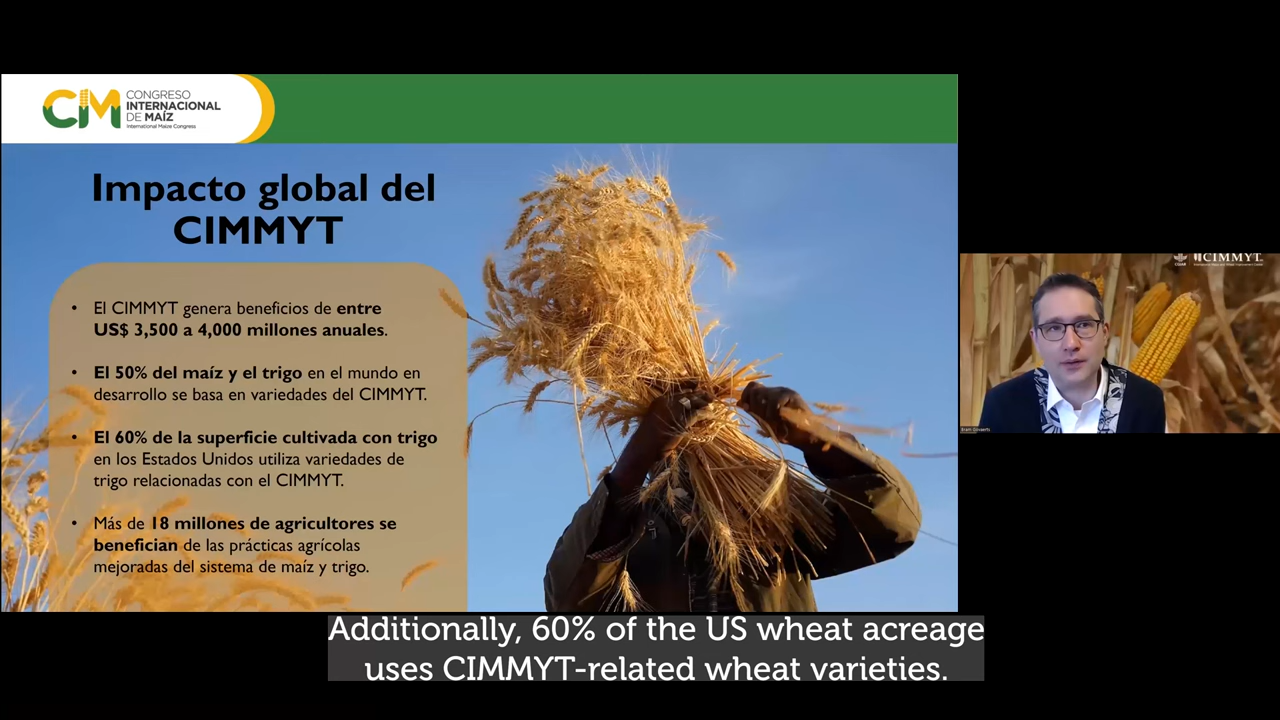 CIM CONGRESO
INTERNACIONAL
DE MAÍZ
International Maize Congress
Impacto global del
CIMMYT
• El CIMMYT genera beneficios de entre
US$ 3,500 a 4,000 millones anuales.
• El 50% del maíz y el trigo en el mundo en
desarrollo se basa en variedades del CIMMYT.
• El 60% de la superficie cultivada con trigo
en los Estados Unidos utiliza variedades de
trigo relacionadas con el CIMMYT.
• Más de 18 millones de agricultores se
benefician de las prácticas agrícolas
mejoradas del sistema de maíz y trigo.
CIMMYT
Bram Govaerts
Additionally, 60% of the US wheat acreage
uses CIMMYT-related wheat varieties.